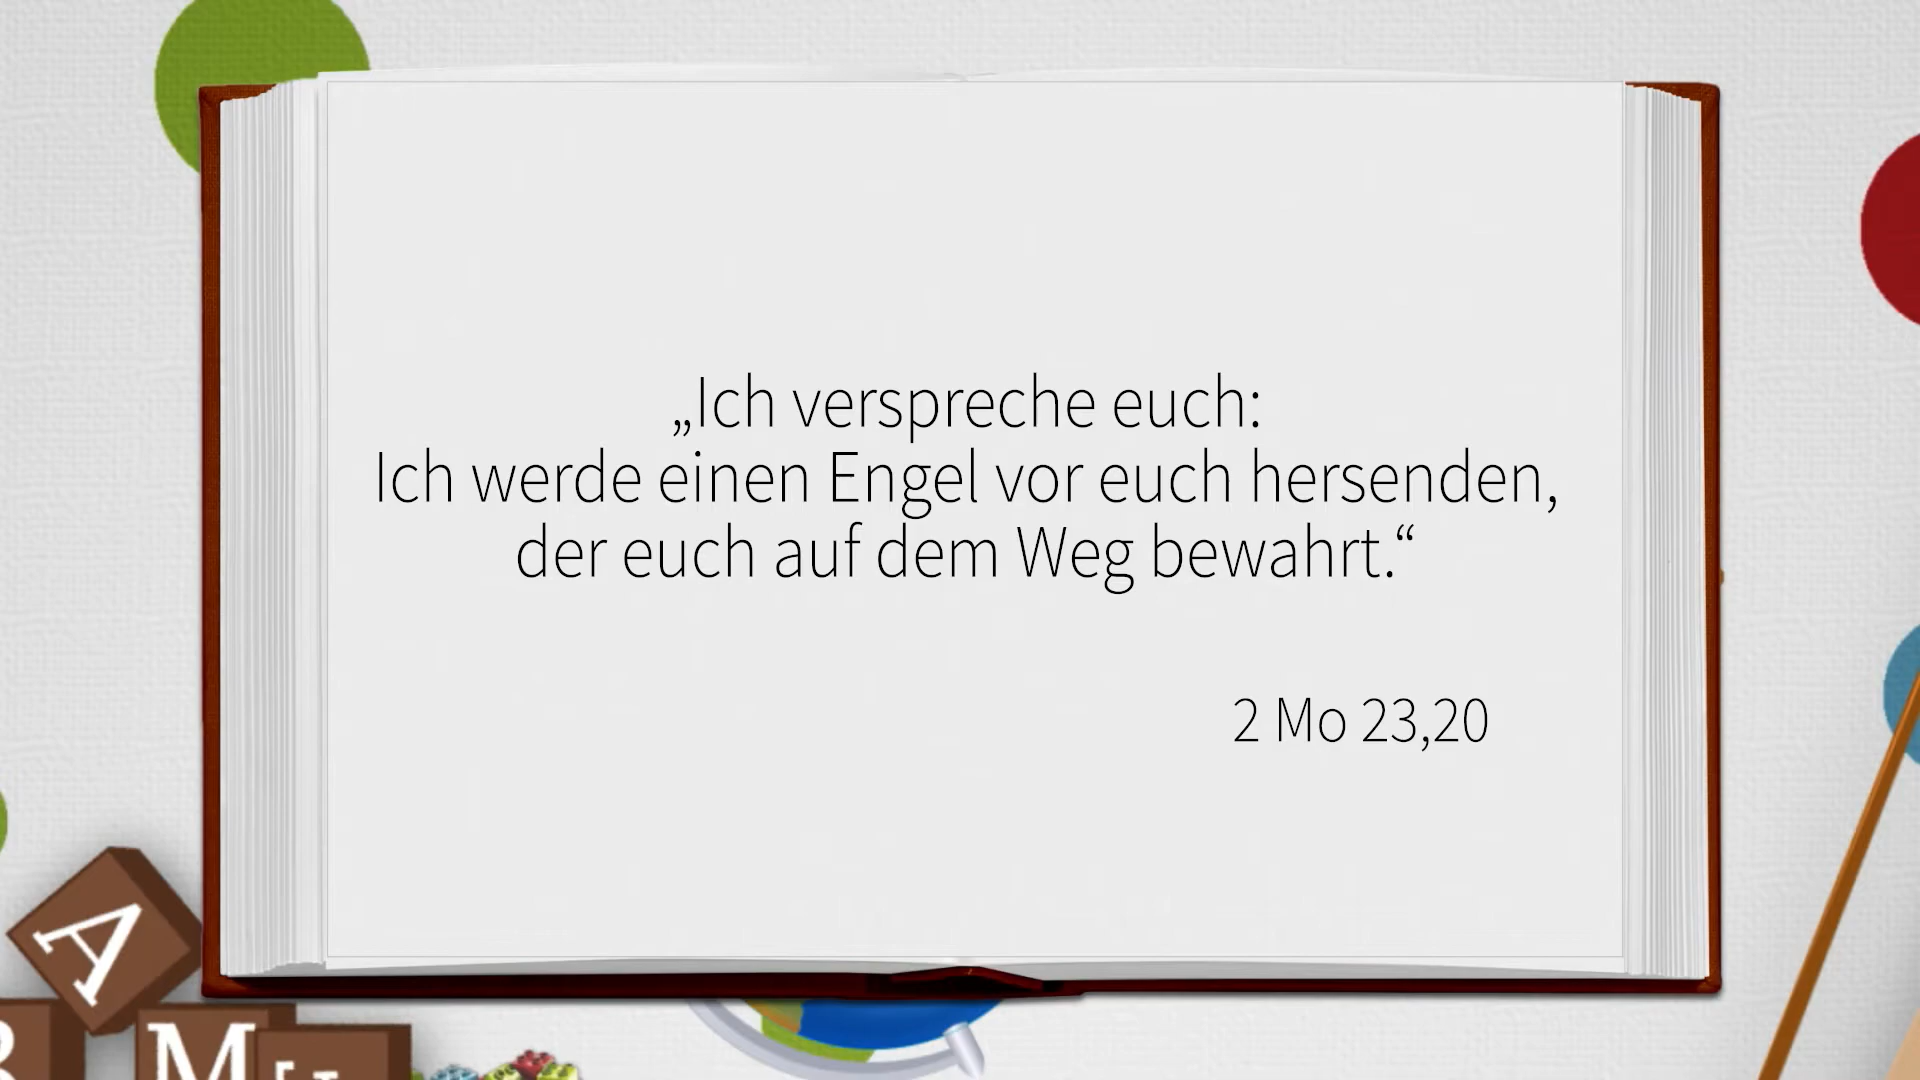 „Ich verspreche euch:
Ich werde einen Engel vor euch hersenden,
der euch auf dem Weg bewahrt.“
2 Mo 23,20
A
M